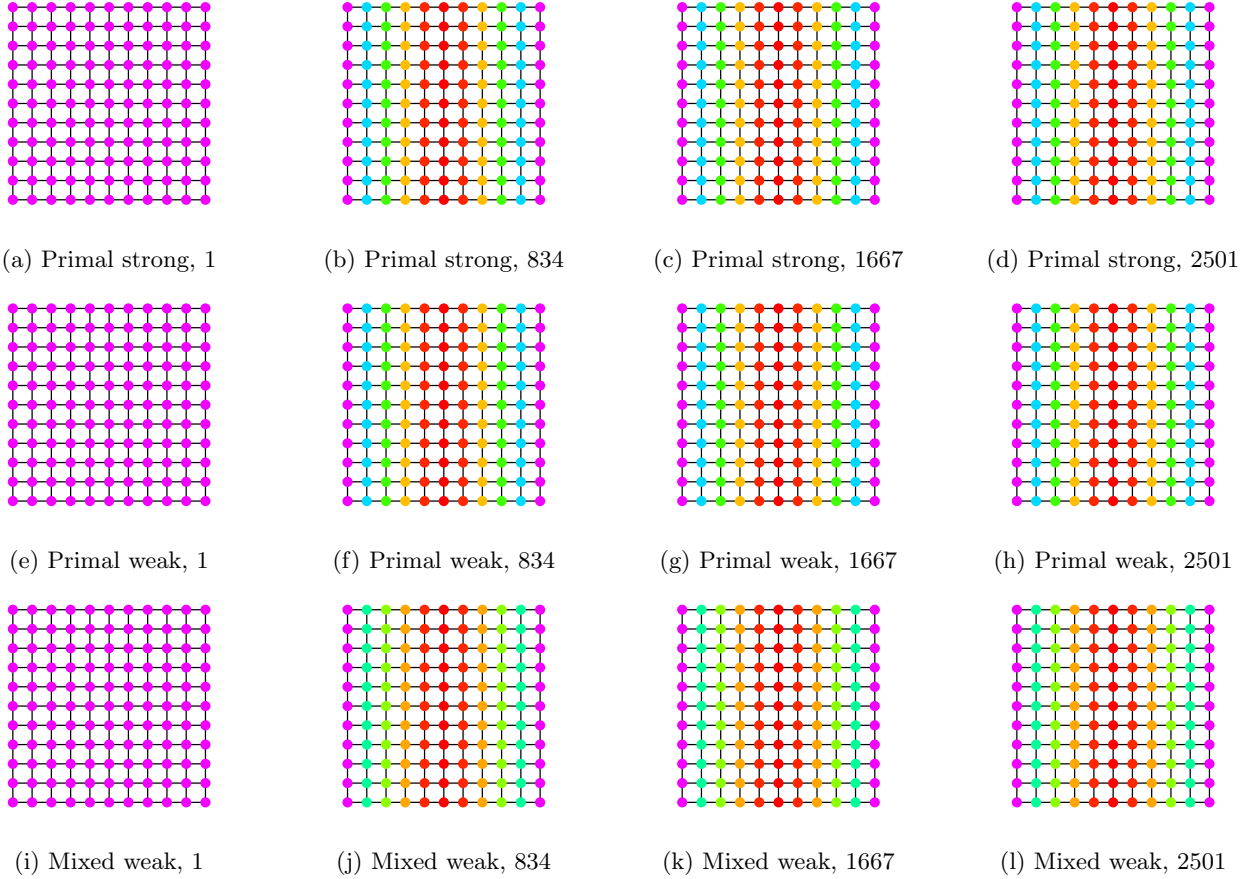 (a) Primal strong, 1
(b) Primal strong, 834
(c) Primal strong, 1667
(d) Primal strong, 2501
(e) Primal weak, 1
(f) Primal weak, 834
(g) Primal weak, 1667
(h) Primal weak, 2501
(i) Mixed weak, 1
(j) Mixed weak, 834
(k) Mixed weak, 1667
(l) Mixed weak, 2501